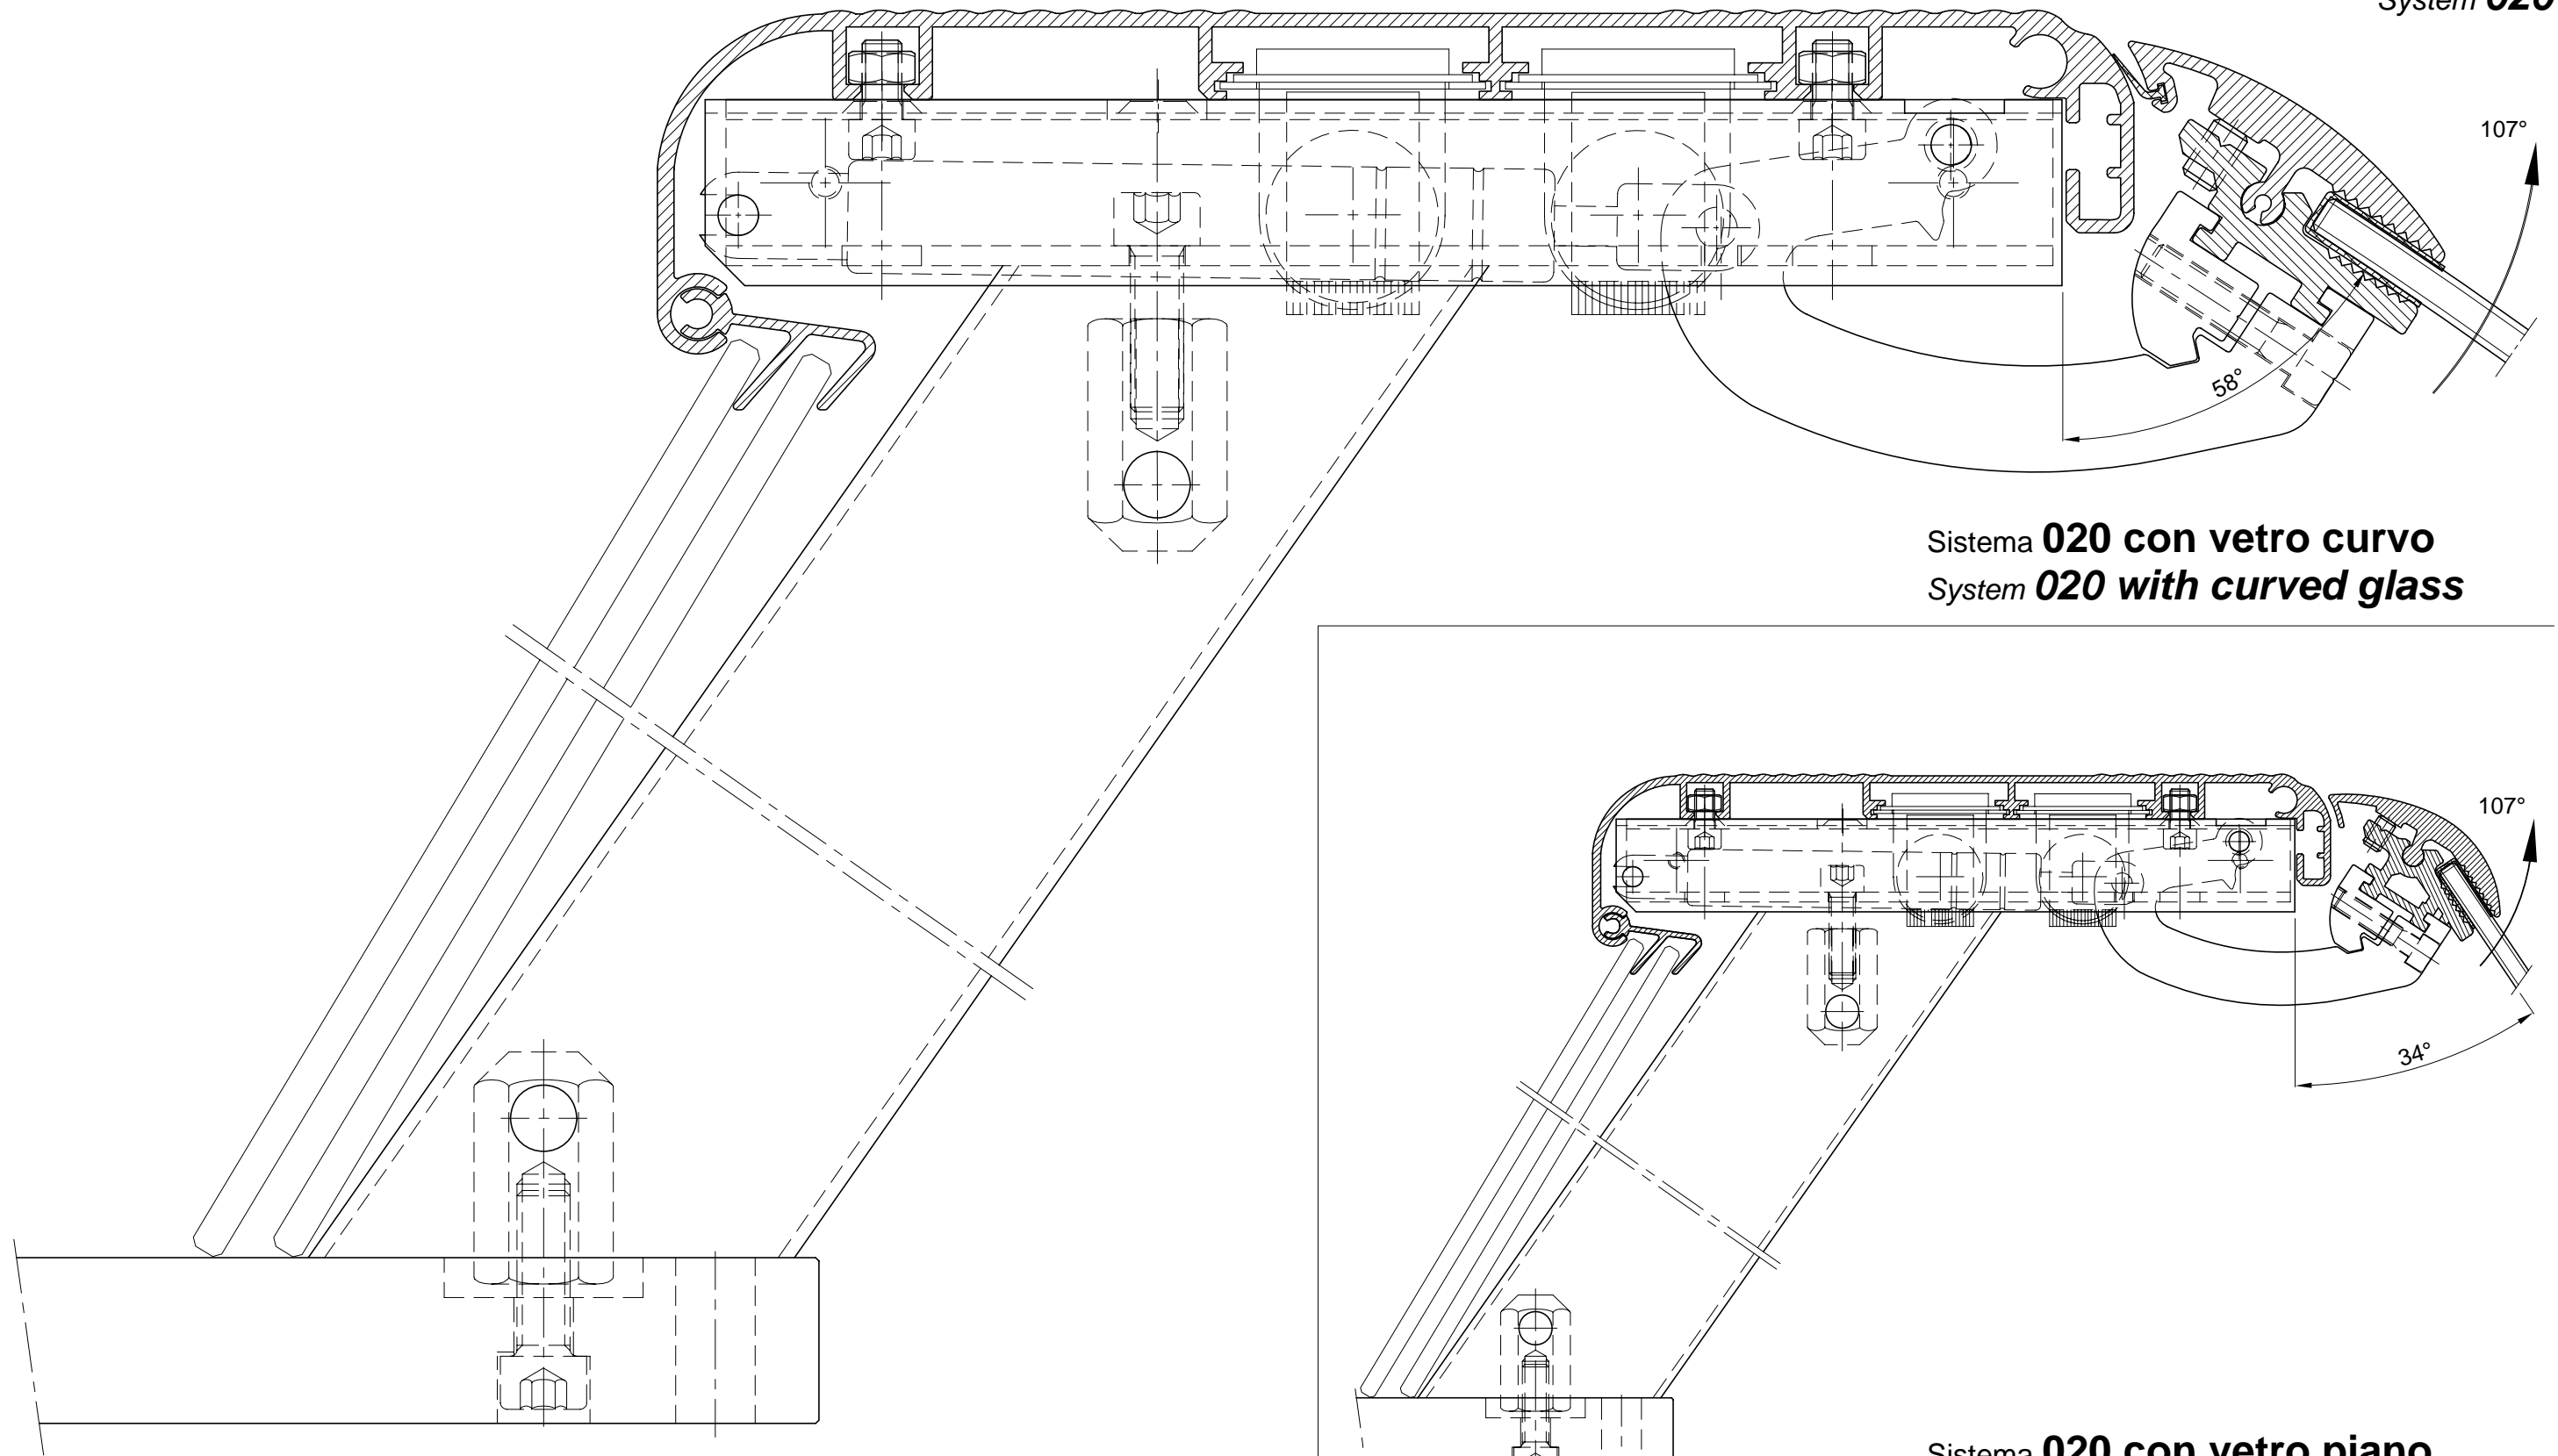 System 020
107°
58°
Sistema 020 con vetro curvo
System 020 with curved glass
107°
34°
Sistema 020 con vetro piano